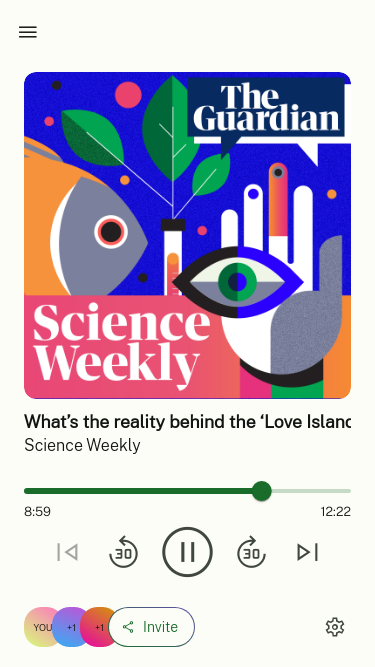 The
Guardian
Science
Weekly
What’s the reality behind the ‘Love Island
Science Weekly
8:59
12:22
30
30
YOU
+1
+1
Invite